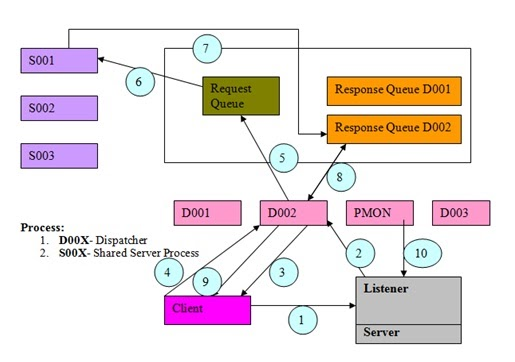 7
S001
6
Request
Queue
Response Queue D001
S002
Response Queue D002
S003
5
8
D001
D002
PMON
D003
Process:
1. D00X- Dispatcher
2. S00X- Shared Server Process
4
9
3
2
10
Listener
Client
1
Server